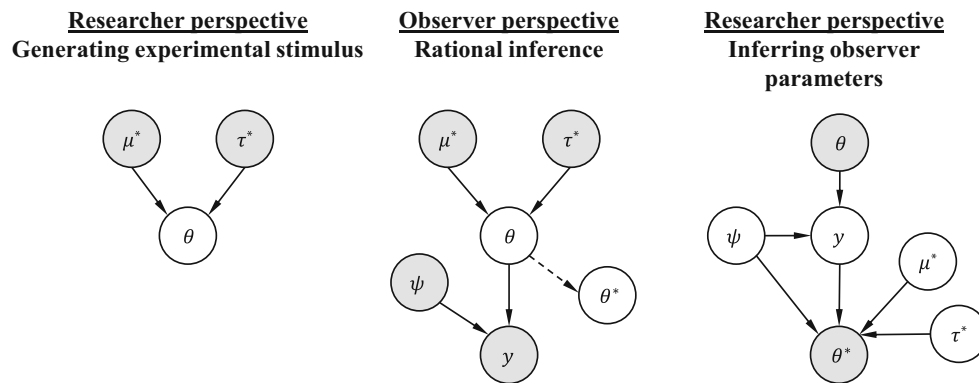 Researcher perspective
Generating experimental stimulus
μ*
τ*
θ
Observer perspective
Rational inference
μ*
τ*
θ
ψ
θ*
y
Researcher perspective
Inferring observer
parameters
θ
ψ
y
μ*
τ*
θ*